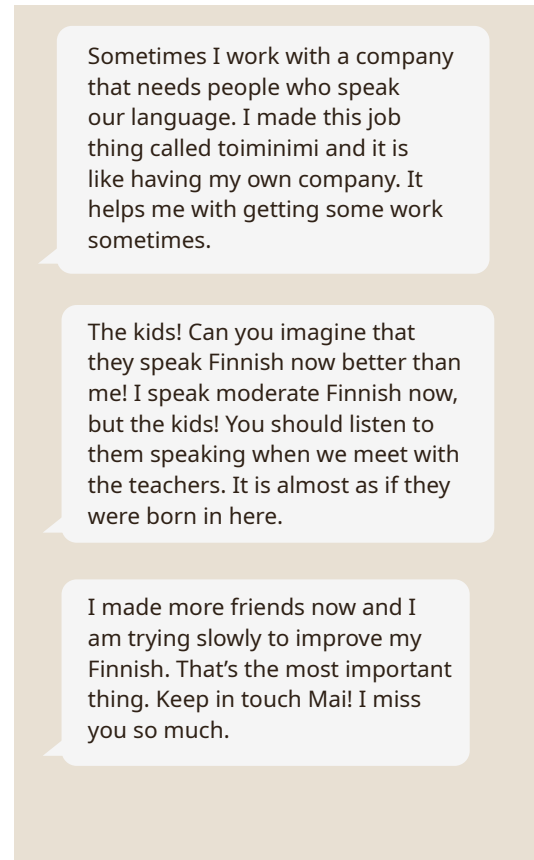 Sometimes I work with a company
that needs people who speak
our language. I made this job
thing called toiminimi and it is
like having my own company. It
helps me with getting some work
sometimes.
The kids! Can you imagine that
they speak Finnish now better than
me! I speak moderate Finnish now,
but the kids! You should listen to
them speaking when we meet with
the teachers. It is almost as if they
were born in here.
I made more friends now and I
am trying slowly to improve my
Finnish. That’s the most important
thing. Keep in touch Mai! I miss
you so much.